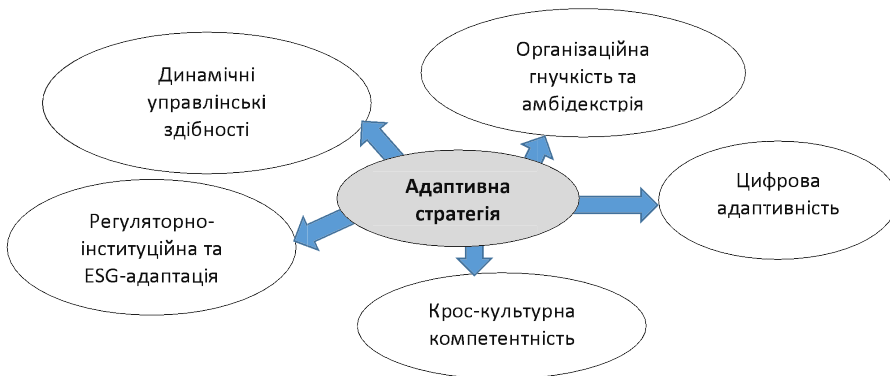 Динамічні
управлінські
здібності
Організаційна
гнучкість та
амбідекстрія
Адаптивна
стратегія
Цифрова
адаптивність
Регуляторно-
інституційна та
ESG-адаптація
Крос-культурна
компетентність